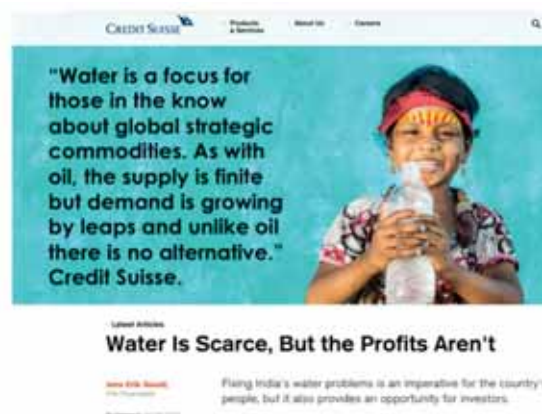 CREDIT SUISSE
Products & Services
About Us
Careers
"Water is a focus for
those in the know
about global strategic
commodities. As with
oil, the supply is finite
but demand is growing
by leaps and unlike oil
there is no alternative."
Credit Suisse.
Latest Articles
Water Is Scarce, But the Profits Aren't
Fixing India's water problems is an imperative for the country's
people, but it also provides an opportunity for investors.